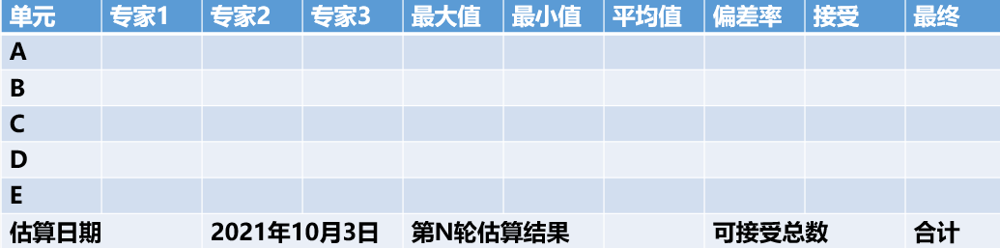 单元 专家1 专家2 专家3 最大值 最小值 平均值 偏差率 接受 最终
A
B
C
D
E
估算日期 2021年10月3日 第N轮估算结果 可接受总数 合计